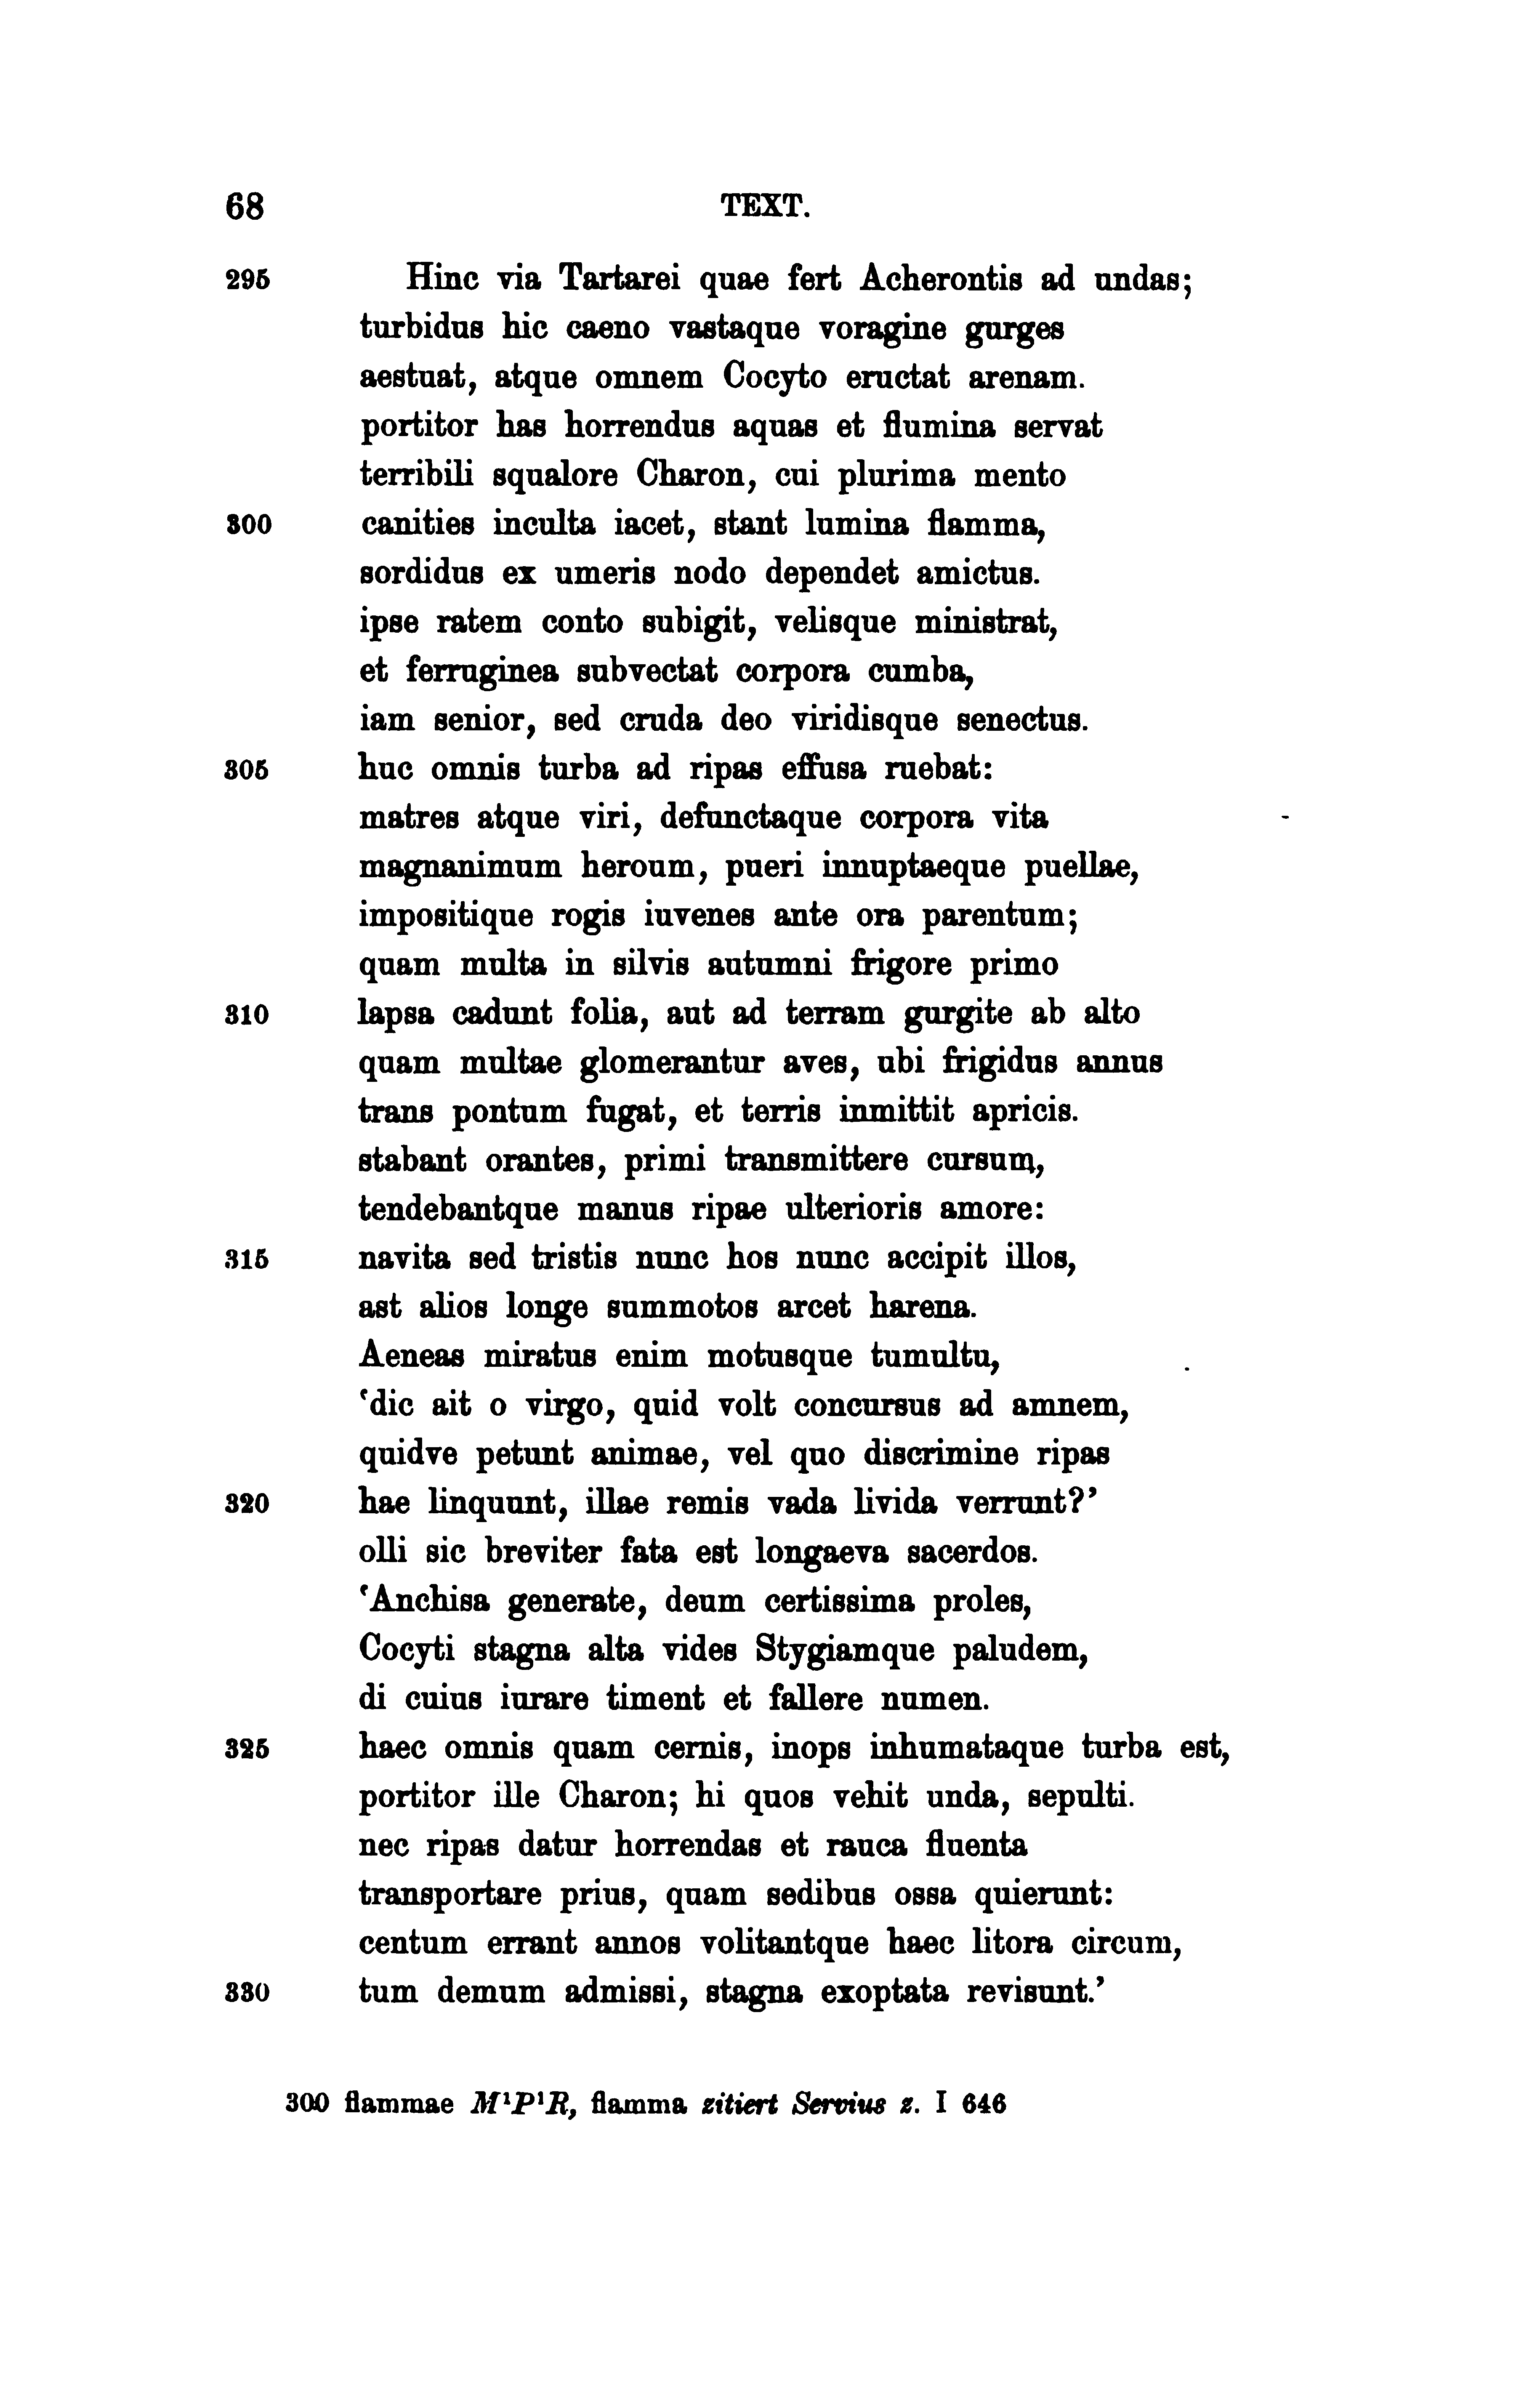 68 TEXT.
295 Hinc via Tartarei quae fert Acherontis ad undas;
turbidus hic caeno vastaque voragine gurges
aestuat, atque omnem Cocyto eructat arenam.
portitor has horrendus aquas et flumina servat
terribili squalore Charon, cui plurima mento
300 canities inculta iacet, stant lumina flamma,
sordidus ex umeris nodo dependet amictus.
ipse ratem conto subigit, velisque ministrat,
et ferruginea subvectat corpora cumba,
iam senior, sed cruda deo viridisque senectus.
305 huc omnis turba ad ripas effusa ruebat:
matres atque viri, defunctaque corpora vita
magnanimum heroum, pueri innuptaeque puellae,
impositique rogis iuvenes ante ora parentum;
quam multa in silvis autumni frigore primo
310 lapsa cadunt folia, aut ad terram gurgite ab alto
quam multae glomerantur aves, ubi frigidus annus
trans pontum fugat, et terris inmittit apricis.
stabant orantes, primi transmittere cursum,
tendebantque manus ripae ulterioris amore:
315 navita sed tristis nunc hos nunc accipit illos,
ast alios longe summotos arcet harena.
Aeneas miratus enim motusque tumultu,
‘dic ait o virgo, quid volt concursus ad amnem,
quidve petunt animae, vel quo discrimine ripas
320 hae linquunt, illae remis vada livida verrunt?’
olli sic breviter fata est longaeva sacerdos.
‘Anchisa generate, deum certissima proles,
Cocyti stagna alta vides Stygiamque paludem,
di cuius iurare timent et fallere numen.
325 haec omnis quam cernis, inops inhumataque turba est,
portitor ille Charon; hi quos vehit unda, sepulti.
nec ripas datur horrendas et rauca fluenta
transportare prius, quam sedibus ossa quierunt:
centum errant annos volitantque haec litora circum,
330 tum demum admissi, stagna exoptata revisunt.’
300 flammae M¹P¹R, flamma zitiert Servius z. I 646